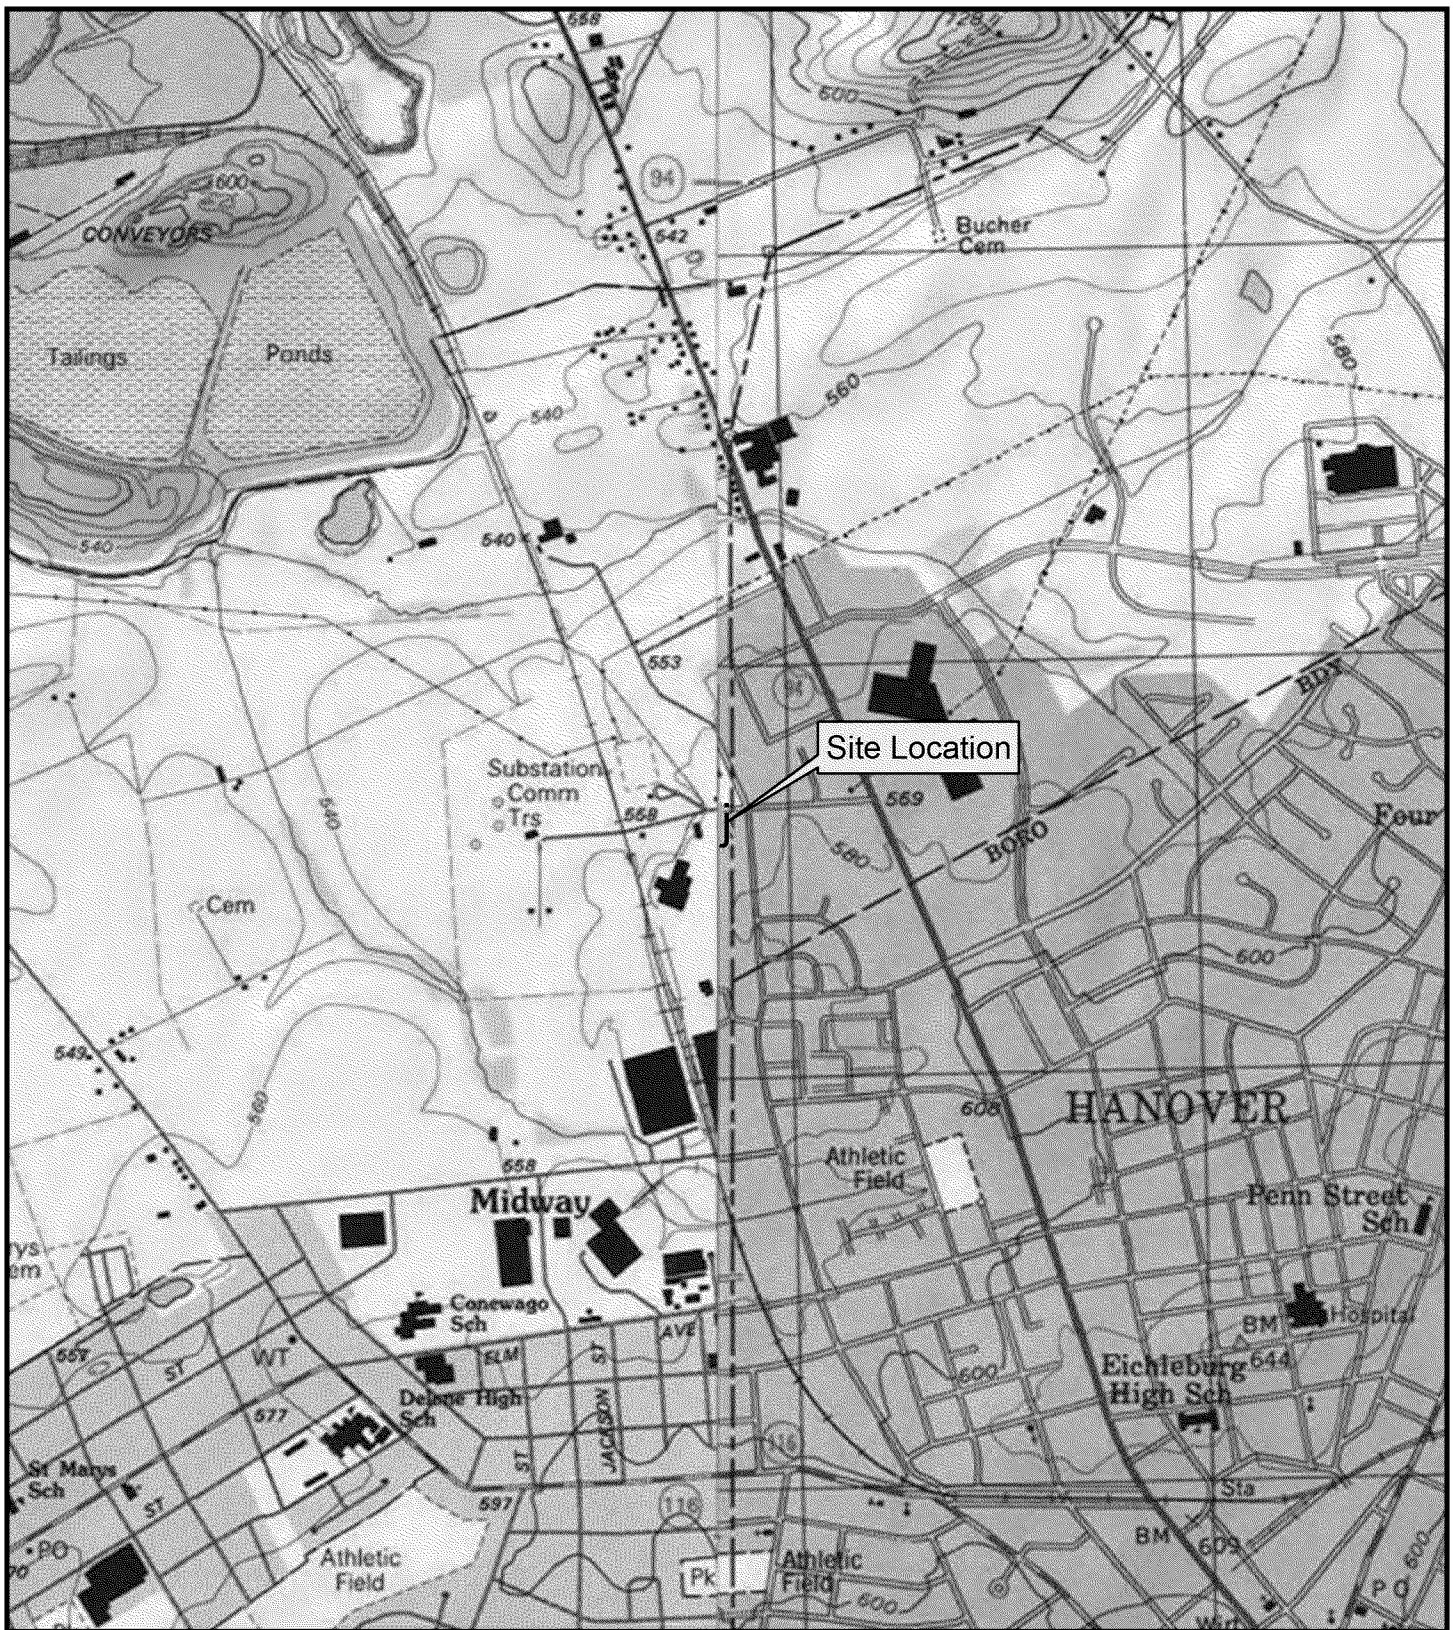 558
728
600
94
600
CONVEYORS
542
Bucher
Cem
Tailings
Ponds
580
560
540
540
540
553
BDY
94
Site Location
Substation
Comm
Trs
558
569
540
580
BORO
Four
Cem
600
549
560
608
HANOVER
558
Athletic
Field
Midway
Penn Street
Sch
Conewago
Sch
BM
Hospital
AVE
ST
ELM
557
ST
WT
600
Eichleburg
High Sch
644
Delone High
Sch
577
JACKSON
ST
116
St Marys
Sch
ST
597
116
Sta
BM
609
PO
Athletic
Field
Pk
Athletic
Field
600
600
P O